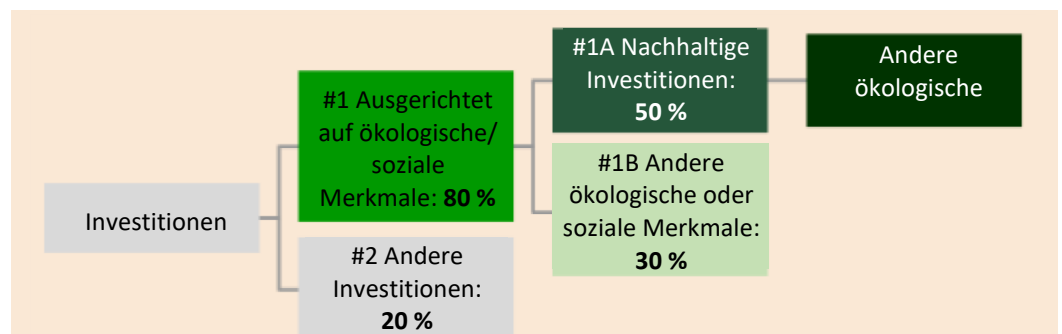 Investitionen
#1 Ausgerichtet
auf ökologische/
soziale
Merkmale: 80 %
#2 Andere
Investitionen:
20 %
#1A Nachhaltige
Investitionen:
50 %
#1B Andere
ökologische oder
soziale Merkmale:
30 %
Andere
ökologische